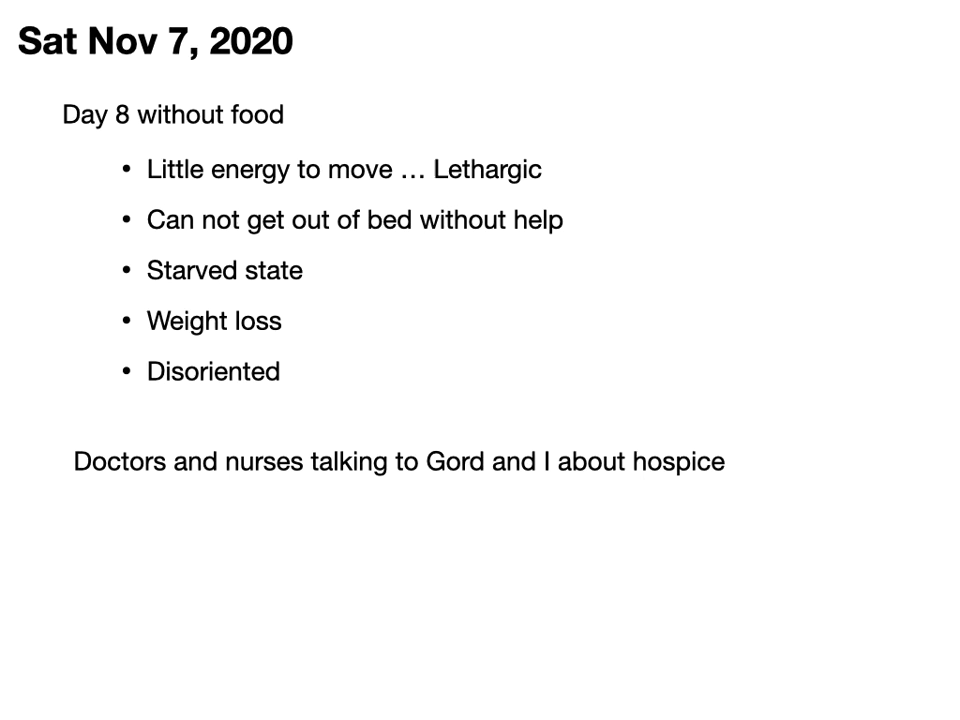 Sat Nov 7, 2020
Day 8 without food
• Little energy to move … Lethargic
• Can not get out of bed without help
• Starved state
• Weight loss
• Disoriented
Doctors and nurses talking to Gord and I about hospice